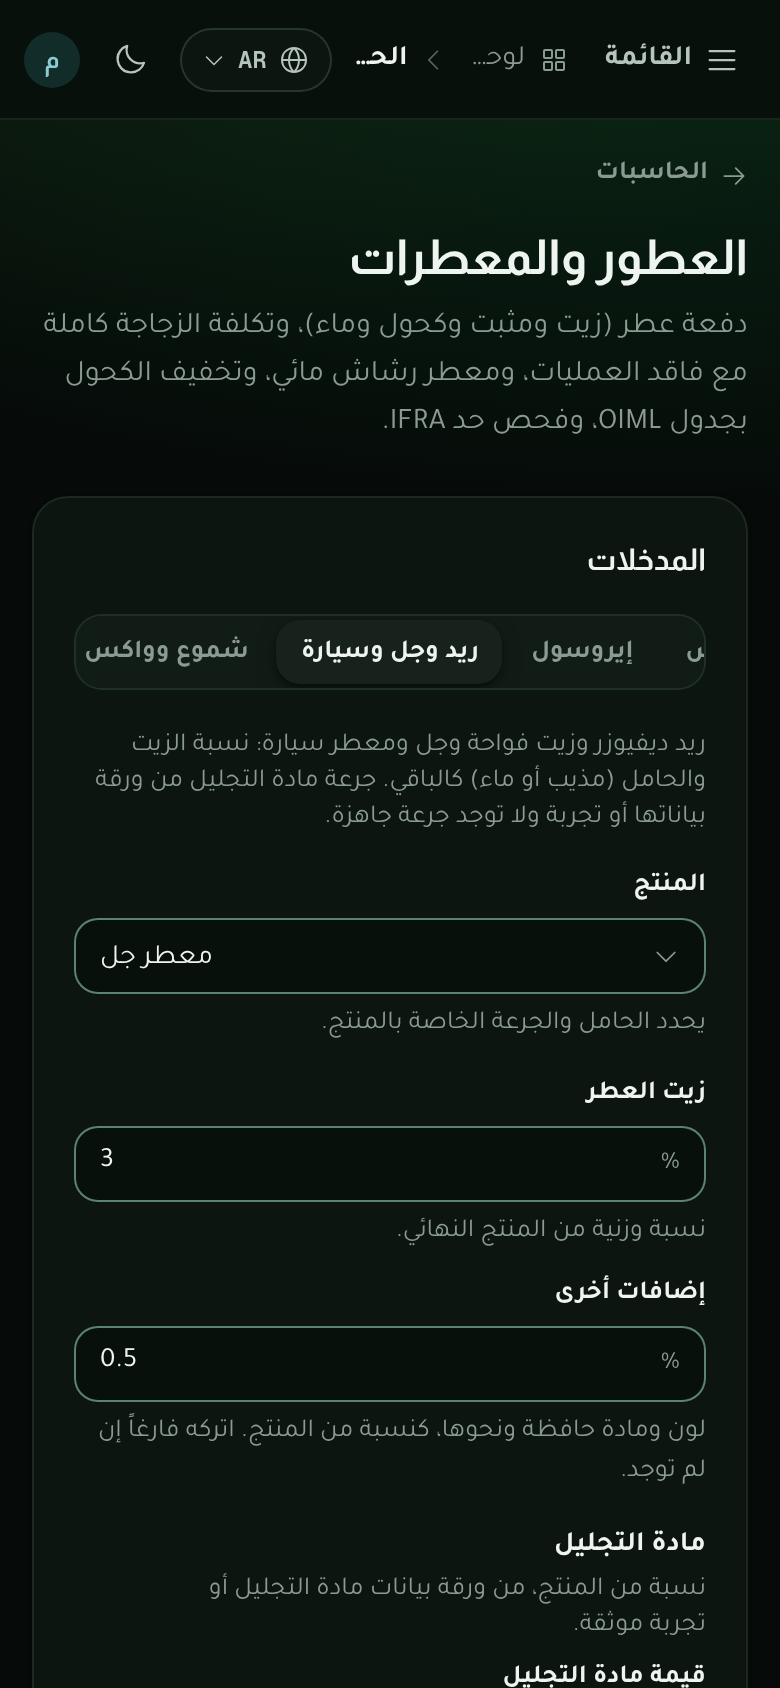 القائمة
لوحـ...
الحـ...
AR
م
الحاسبات
العطور والمعطرات
دفعة عطر (زيت ومثبت وكحول وماء)، وتكلفة الزجاجة كاملة
مع فاقد العمليات، ومعطر رشاش مائي، وتخفيف الكحول
بجدول OIML، وفحص حد IFRA.
المدخلات
إيروسول
ريد وجل وسيارة
شموع وواكس
ريد ديفيوزر وزيت فواحة وجل ومعطر سيارة: نسبة الزيت
والحامل (مذيب أو ماء) كالباقي. جرعة مادة التجليل من ورقة
بياناتها أو تجربة ولا توجد جرعة جاهزة.
المنتج
معطر جل
يحدد الحامل والجرعة الخاصة بالمنتج.
زيت العطر
% 3
نسبة وزنية من المنتج النهائي.
إضافات أخرى
% 0.5
لون ومادة حافظة ونحوها، كنسبة من المنتج. اتركه فارغاً إن
لم توجد.
مادة التجليل
نسبة من المنتج، من ورقة بيانات مادة التجليل أو
تجربة موثقة.
قيمة مادة التجليل